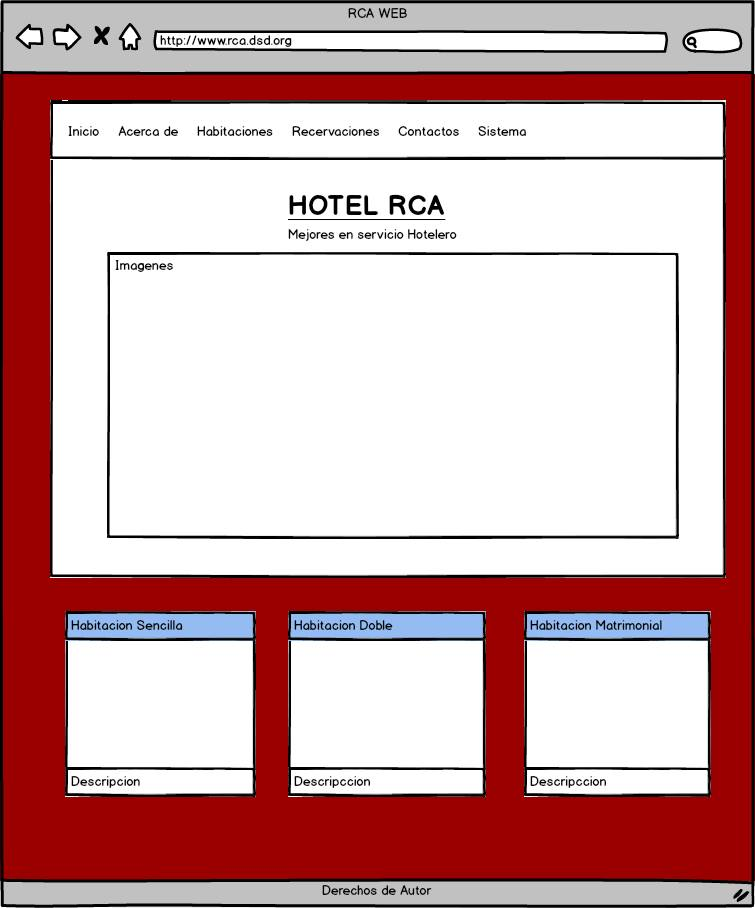 RCA WEB
http://www.rca.dsd.org
Inicio Acerca de Habitaciones Recervaciones Contactos Sistema
HOTEL RCA
Mejores en servicio Hotelero
Imagenes
Habitacion Sencilla Habitacion Doble Habitacion Matrimonial
Descripcion Descripccion Descripccion
Derechos de Autor